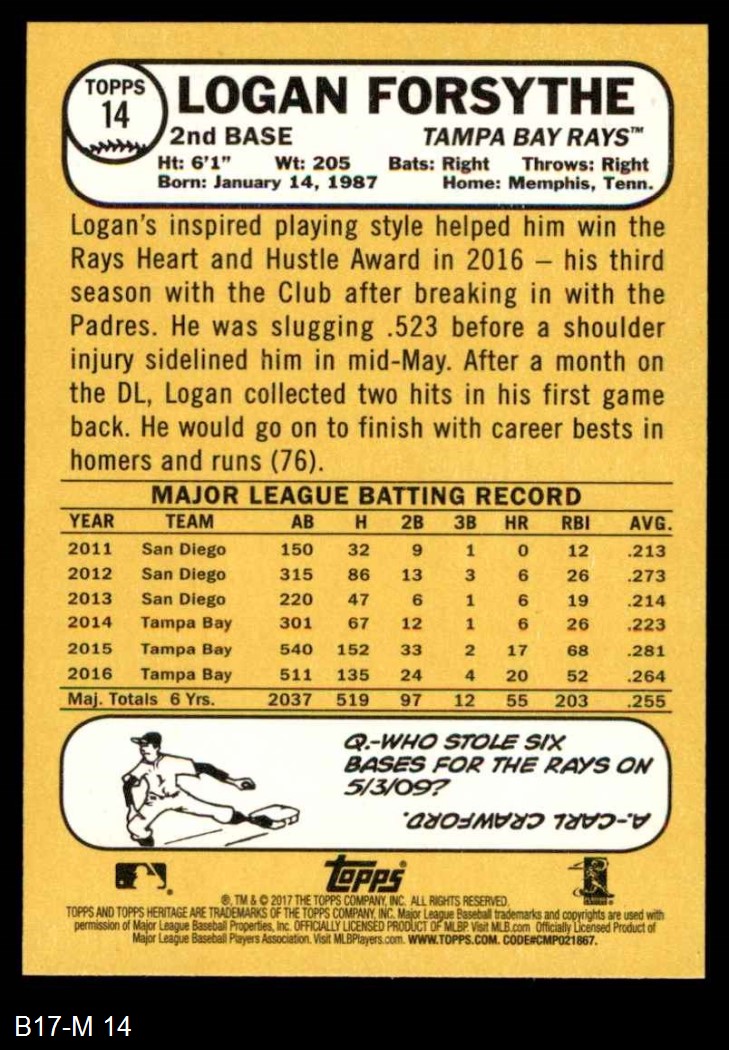 TOPPS
14
LOGAN FORSYTHE
2nd BASE TAMPA BAY RAYS™
Ht: 6'1" Wt: 205 Bats: Right Throws: Right
Born: January 14, 1987 Home: Memphis, Tenn.
Logan's inspired playing style helped him win the
Rays Heart and Hustle Award in 2016 – his third
season with the Club after breaking in with the
Padres. He was slugging .523 before a shoulder
injury sidelined him in mid-May. After a month on
the DL, Logan collected two hits in his first game
back. He would go on to finish with career bests in
homers and runs (76).
MAJOR LEAGUE BATTING RECORD
YEAR TEAM AB H 2B 3B HR RBI AVG.
2011 San Diego 150 32 9 1 0 12 .213
2012 San Diego 315 86 13 3 6 26 .273
2013 San Diego 220 47 6 1 6 19 .214
2014 Tampa Bay 301 67 12 1 6 26 .223
2015 Tampa Bay 540 152 33 2 17 68 .281
2016 Tampa Bay 511 135 24 4 20 52 .264
Maj. Totals 6 Yrs. 2037 519 97 12 55 203 .255
Q.-WHO STOLE SIX
BASES FOR THE RAYS ON
5/3/09?
A.-CARL CRAWFORD.
topps
®, TM & © 2017 THE TOPPS COMPANY, INC. ALL RIGHTS RESERVED.
TOPPS AND TOPPS HERITAGE ARE TRADEMARKS OF THE TOPPS COMPANY, INC. Major League Baseball trademarks and copyrights are used with
permission of Major League Baseball Properties, Inc. OFFICIALLY LICENSED PRODUCT OF MLBP. Visit MLB.com Officially Licensed Product of
Major League Baseball Players Association. Visit MLBPlayers.com. WWW.TOPPS.COM. CODE#CMP021867.
B17-M 14